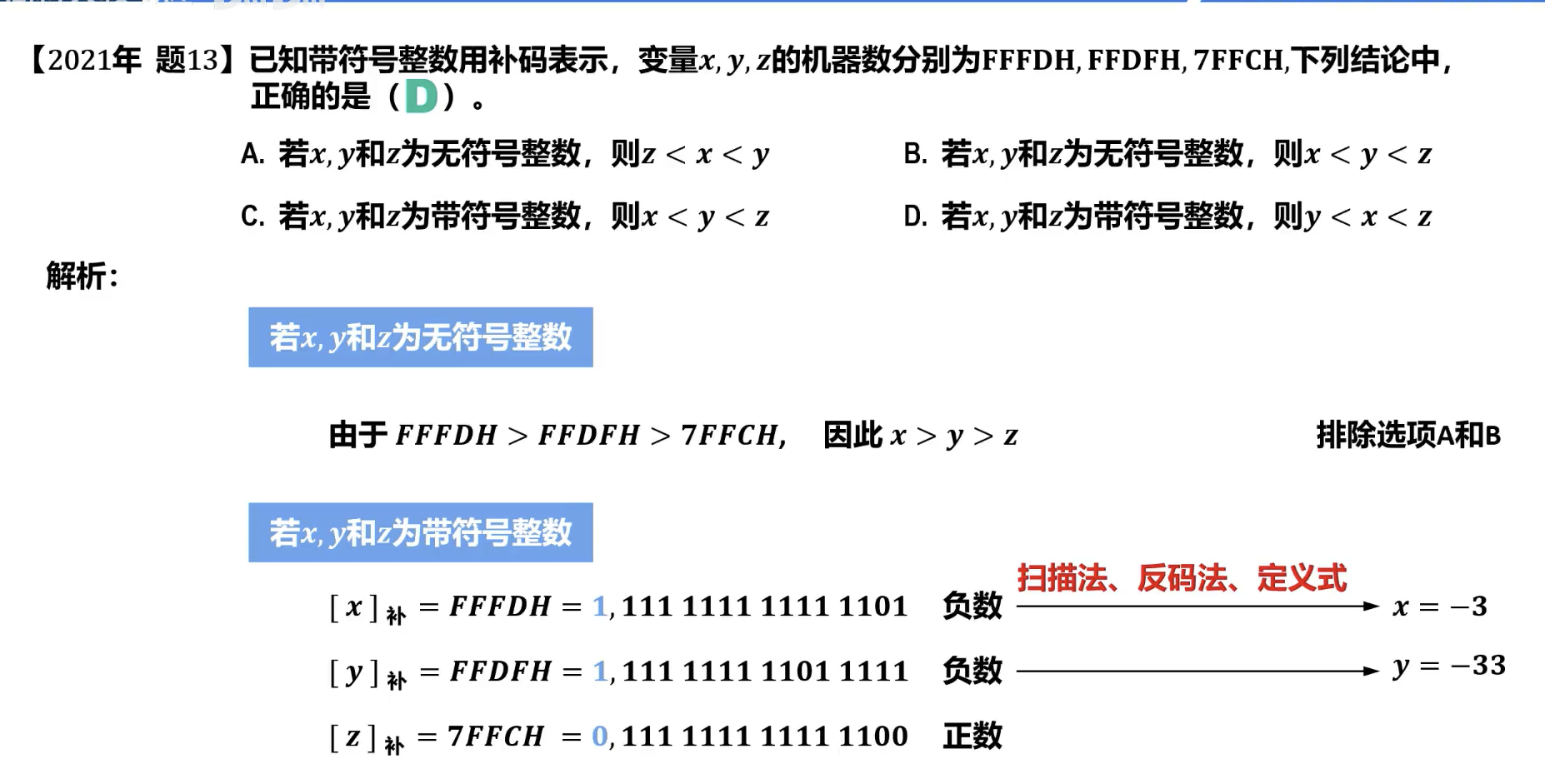 【2021年 题13】已知带符号整数用补码表示，变量x, y, z的机器数分别为FFFDH, FFDFH, 7FFCH,下列结论中，
正确的是（D）。
A. 若x, y和z为无符号整数，则z < x < y
B. 若x, y和z为无符号整数，则x < y < z
C. 若x, y和z为带符号整数，则x < y < z
D. 若x, y和z为带符号整数，则y < x < z
解析：
若x, y和z为无符号整数
由于 FFFDH > FFDFH > 7FFCH, 因此 x > y > z 排除选项A和B
若x, y和z为带符号整数
扫描法、反码法、定义式
[ x ]补 = FFFDH = 1, 111 1111 1111 1101 负数 x = −3
[ y ]补 = FFDFH = 1, 111 1111 1101 1111 负数 y = −33
[ z ]补 = 7FFCH = 0, 111 1111 1111 1100 正数